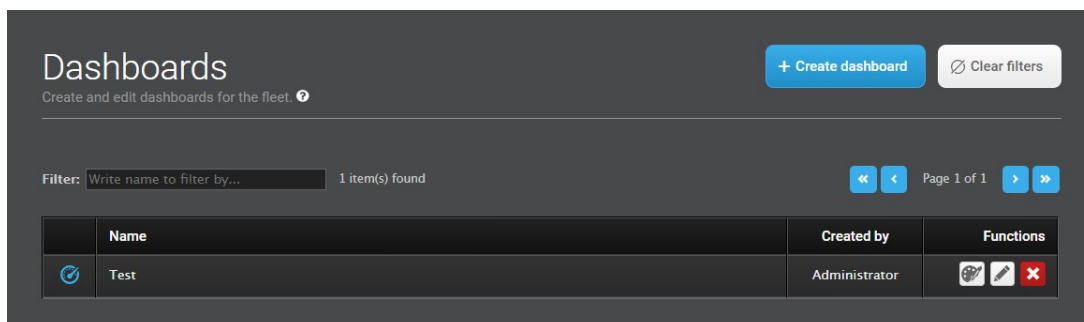 Dashboards
Create and edit dashboards for the fleet. ?
+ Create dashboard
Clear filters
Filter: Write name to filter by... 1 item(s) found
« ‹ Page 1 of 1 › »
Name Created by Functions
Test Administrator